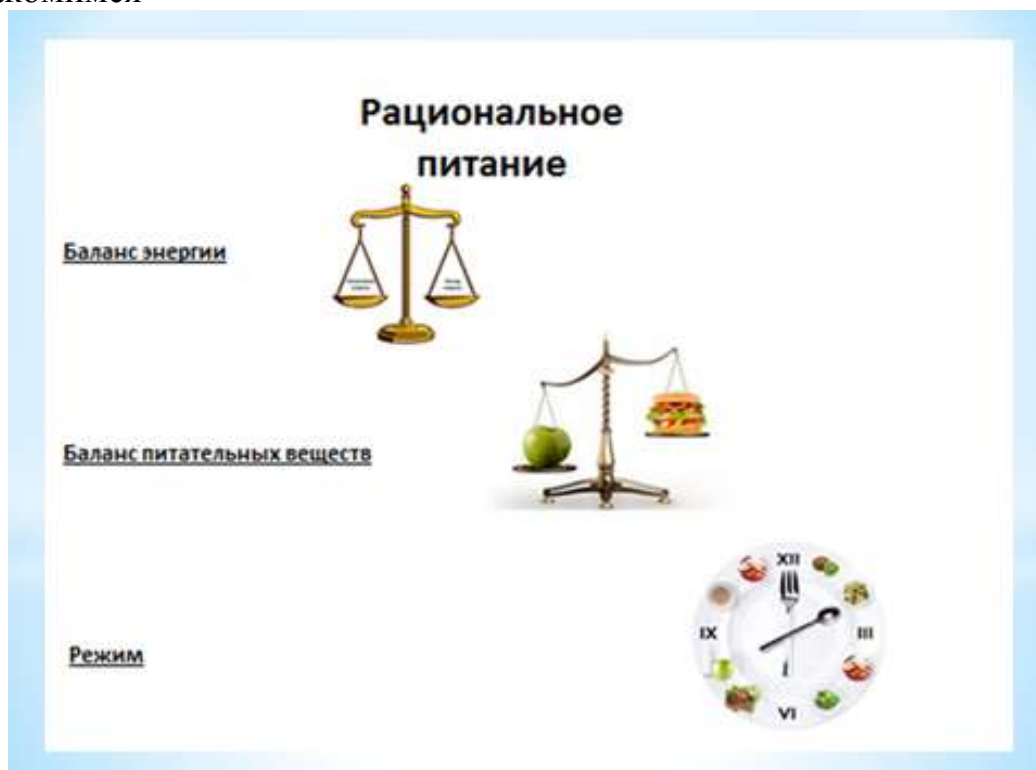 Рациональное
питание
Баланс энергии
Баланс питательных веществ
XII
IX
III
Режим
VI